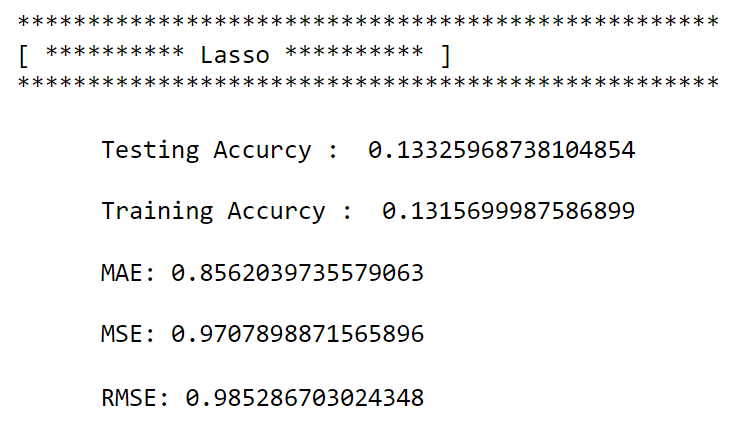 **************************************************
[ ********** Lasso ********** ]
**************************************************
Testing Accurcy :  0.13325968738104854
Training Accurcy :  0.1315699987586899
MAE: 0.8562039735579063
MSE: 0.9707898871565896
RMSE: 0.985286703024348